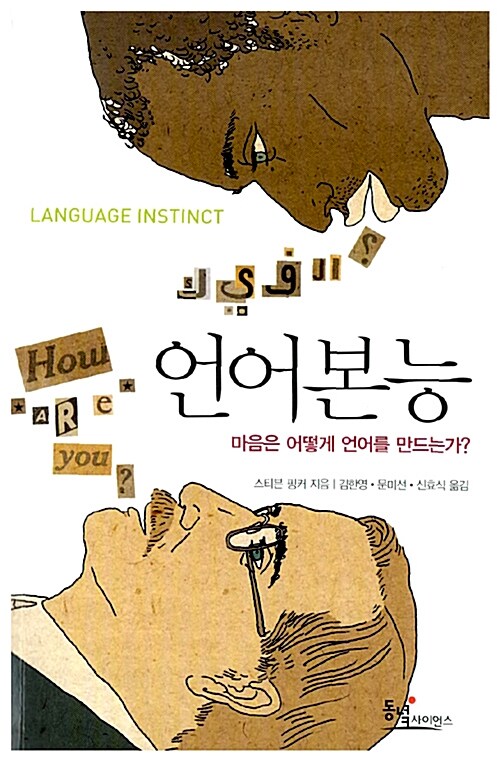 LANGUAGE INSTINCT
How
ARe
you?
언어본능
마음은 어떻게 언어를 만드는가?
스티븐 핑커 지음 | 김한영 • 문미선 • 신효식 옮김
동녘사이언스